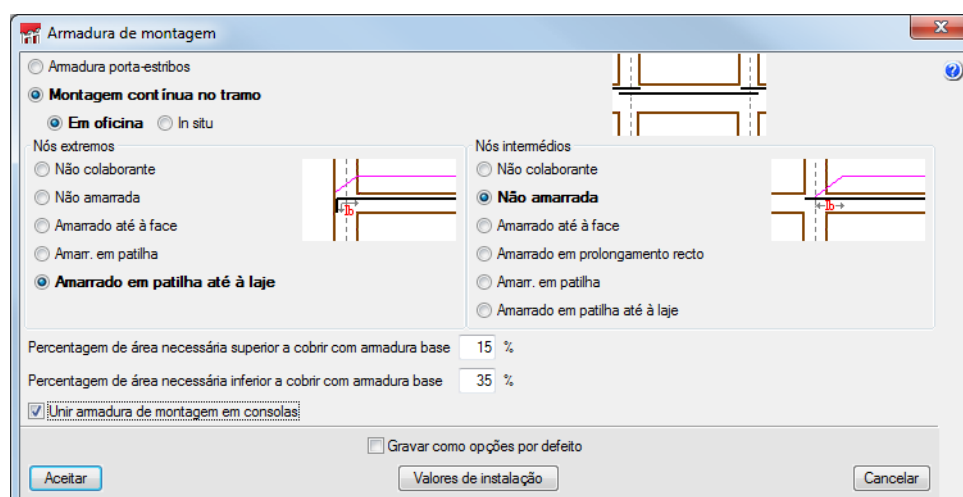 Armadura de montagem
Armadura porta-estribos
Montagem contínua no tramo
Em oficina In situ
Nós extremos
Não colaborante
Não amarrada
Amarrado até à face
Amarr. em patilha
Amarrado em patilha até à laje
lb
Nós intermédios
Não colaborante
Não amarrada
Amarrado até à face
Amarrado em prolongamento recto
Amarr. em patilha
Amarrado em patilha até à laje
lb
Percentagem de área necessária superior a cobrir com armadura base 15 %
Percentagem de área necessária inferior a cobrir com armadura base 35 %
Unir armadura de montagem em consolas
Gravar como opções por defeito
Aceitar Valores de instalação Cancelar